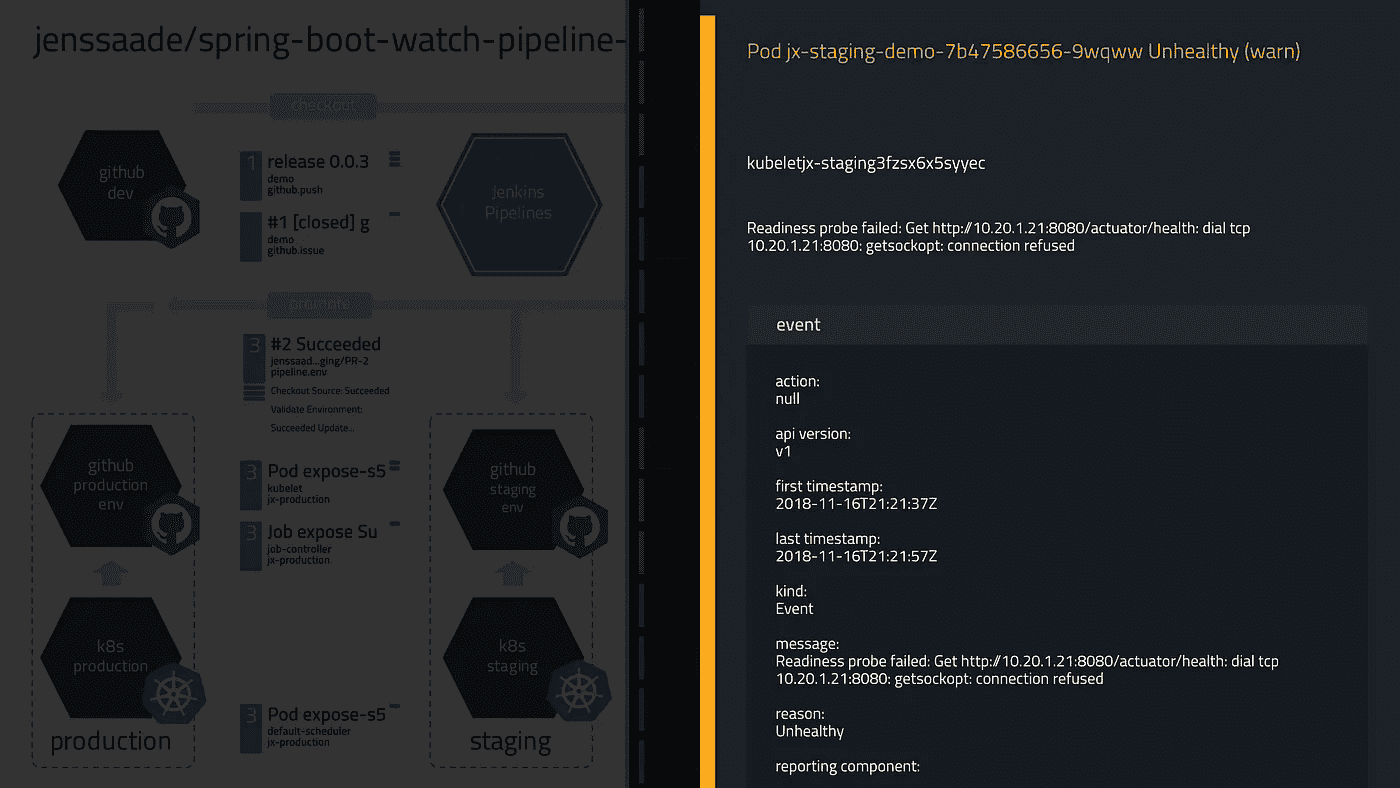 jenssaade/spring-boot-watch-pipeline-
checkout
github
dev
1 release 0.0.3
demo
github.push
#1 [closed] g
demo
github.issue
jenkins
Pipelines
promote
3 #2 Succeeded
jenssaad...ging/PR-2
pipeline.env
Checkout Source: Succeeded
Validate Environment:
Succeeded Update...
github
production
env
3 Pod expose-s5
kubelet
jx-production
3 Job expose Su
job-controller
jx-production
github
staging
env
k8s
production
k8s
staging
3 Pod expose-s5
default-scheduler
jx-production
production
staging
Pod jx-staging-demo-7b47586656-9wqww Unhealthy (warn)
kubeletjx-staging3fzsx6x5syyec
Readiness probe failed: Get http://10.20.1.21:8080/actuator/health: dial tcp
10.20.1.21:8080: getsockopt: connection refused
event
action:
null
api version:
v1
first timestamp:
2018-11-16T21:21:37Z
last timestamp:
2018-11-16T21:21:57Z
kind:
Event
message:
Readiness probe failed: Get http://10.20.1.21:8080/actuator/health: dial tcp
10.20.1.21:8080: getsockopt: connection refused
reason:
Unhealthy
reporting component: